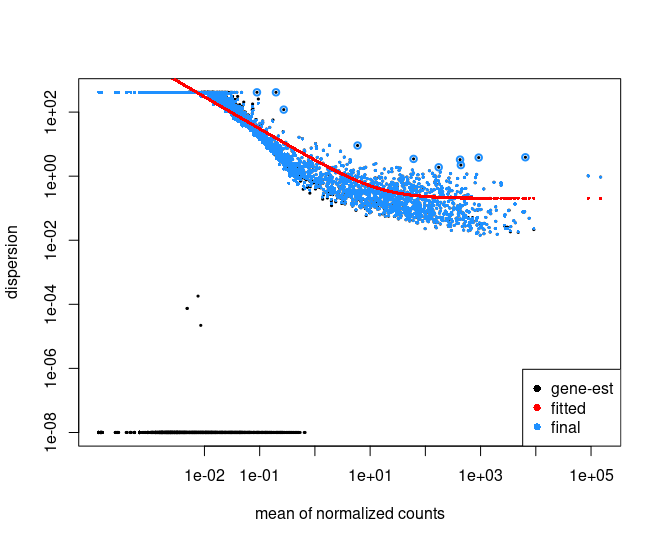 1e+02
1e+00
1e-02
1e-04
1e-06
1e-08
dispersion
gene-est
fitted
final
1e-02 1e-01 1e+01 1e+03 1e+05
mean of normalized counts